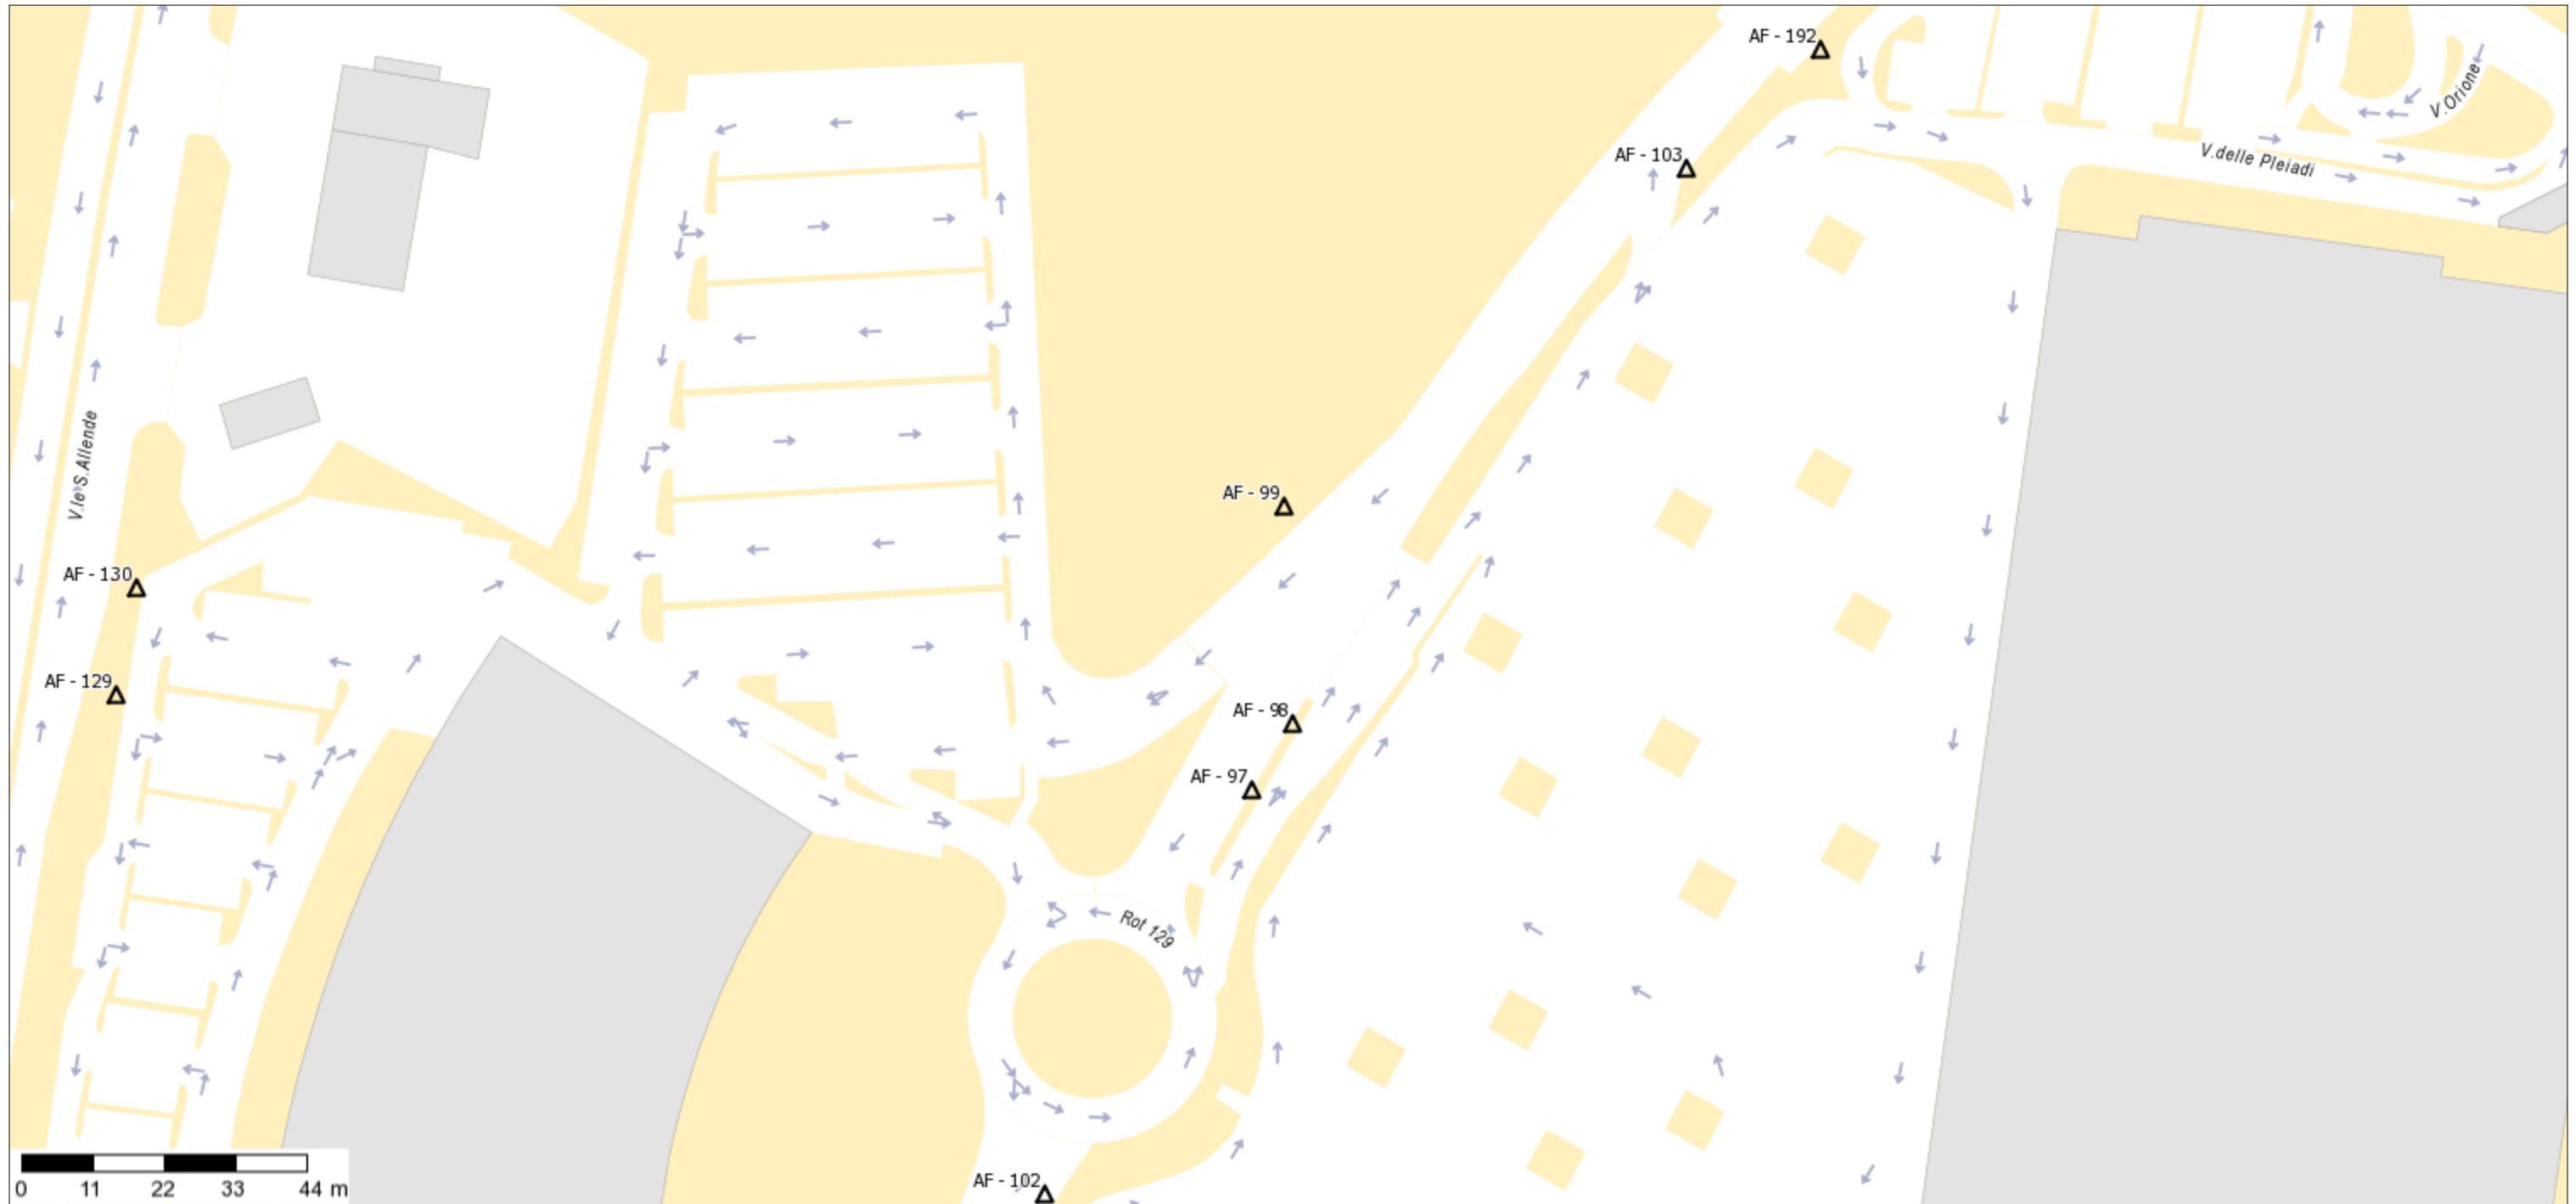 AF - 192
V.Orione
AF - 103
V.delle Pleiadi
V.le S.Allende
AF - 99
AF - 130
AF - 129
AF - 98
AF - 97
Rot 129
AF - 102
0 11 22 33 44 m